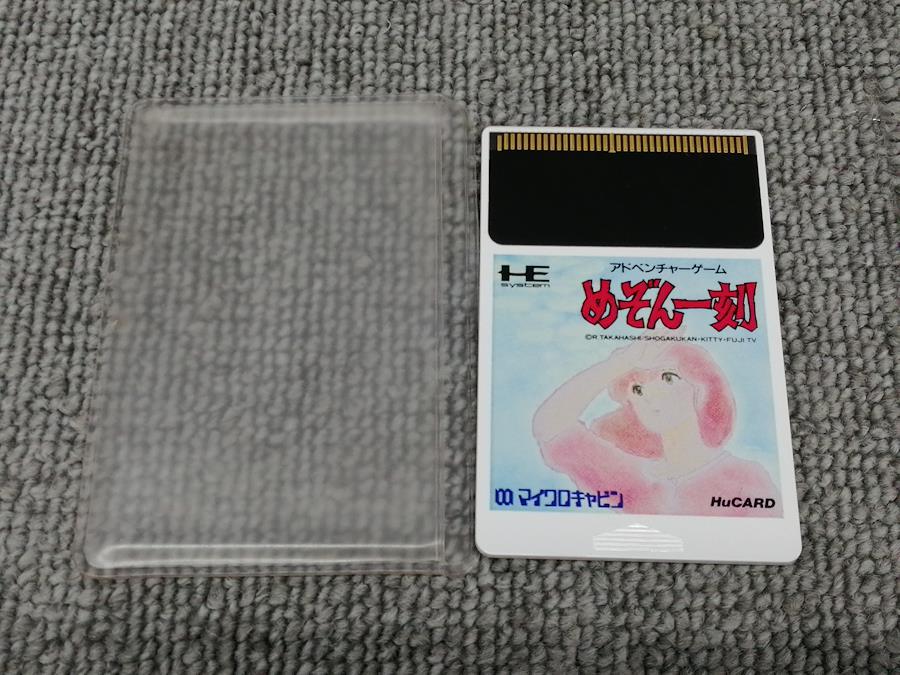 HE
system
アドベンチャーゲーム
めぞん一刻
©R.TAKAHASHI/SHOGAKUKAN・KITTY・FUJI TV
マイクロキャビン
HuCARD